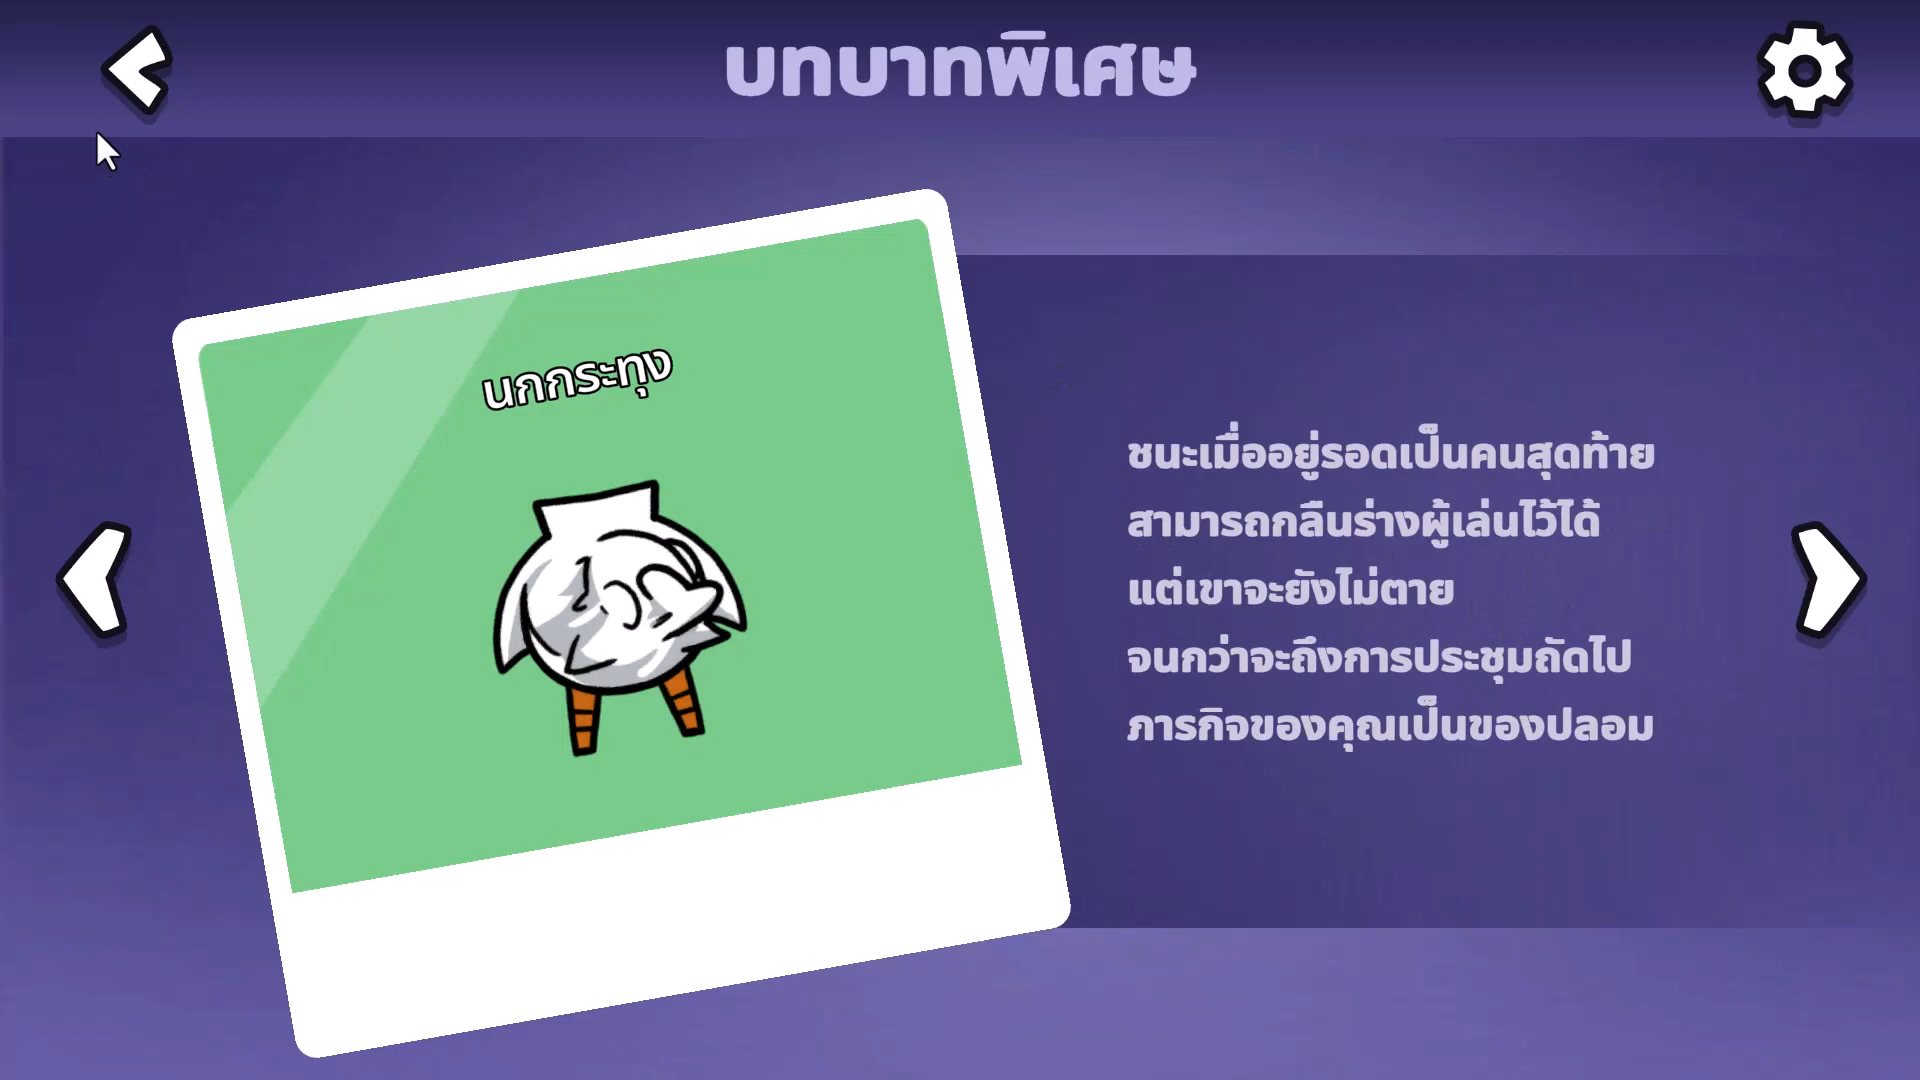 บทบาทพิเศษ
นกกระทุง
ชนะเมื่ออยู่รอดเป็นคนสุดท้าย
สามารถกลืนร่างผู้เล่นไว้ได้
แต่เขาจะยังไม่ตาย
จนกว่าจะถึงการประชุมถัดไป
ภารกิจของคุณเป็นของปลอม